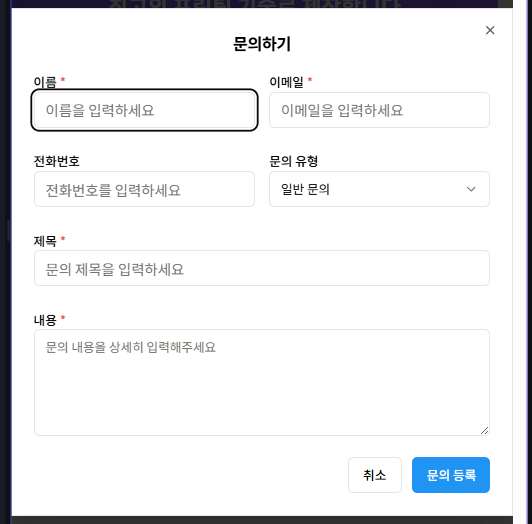 문의하기
이름 *
이메일 *
이름을 입력하세요
이메일을 입력하세요
전화번호
문의 유형
전화번호를 입력하세요
일반 문의
제목 *
문의 제목을 입력하세요
내용 *
문의 내용을 상세히 입력해주세요
취소
문의 등록